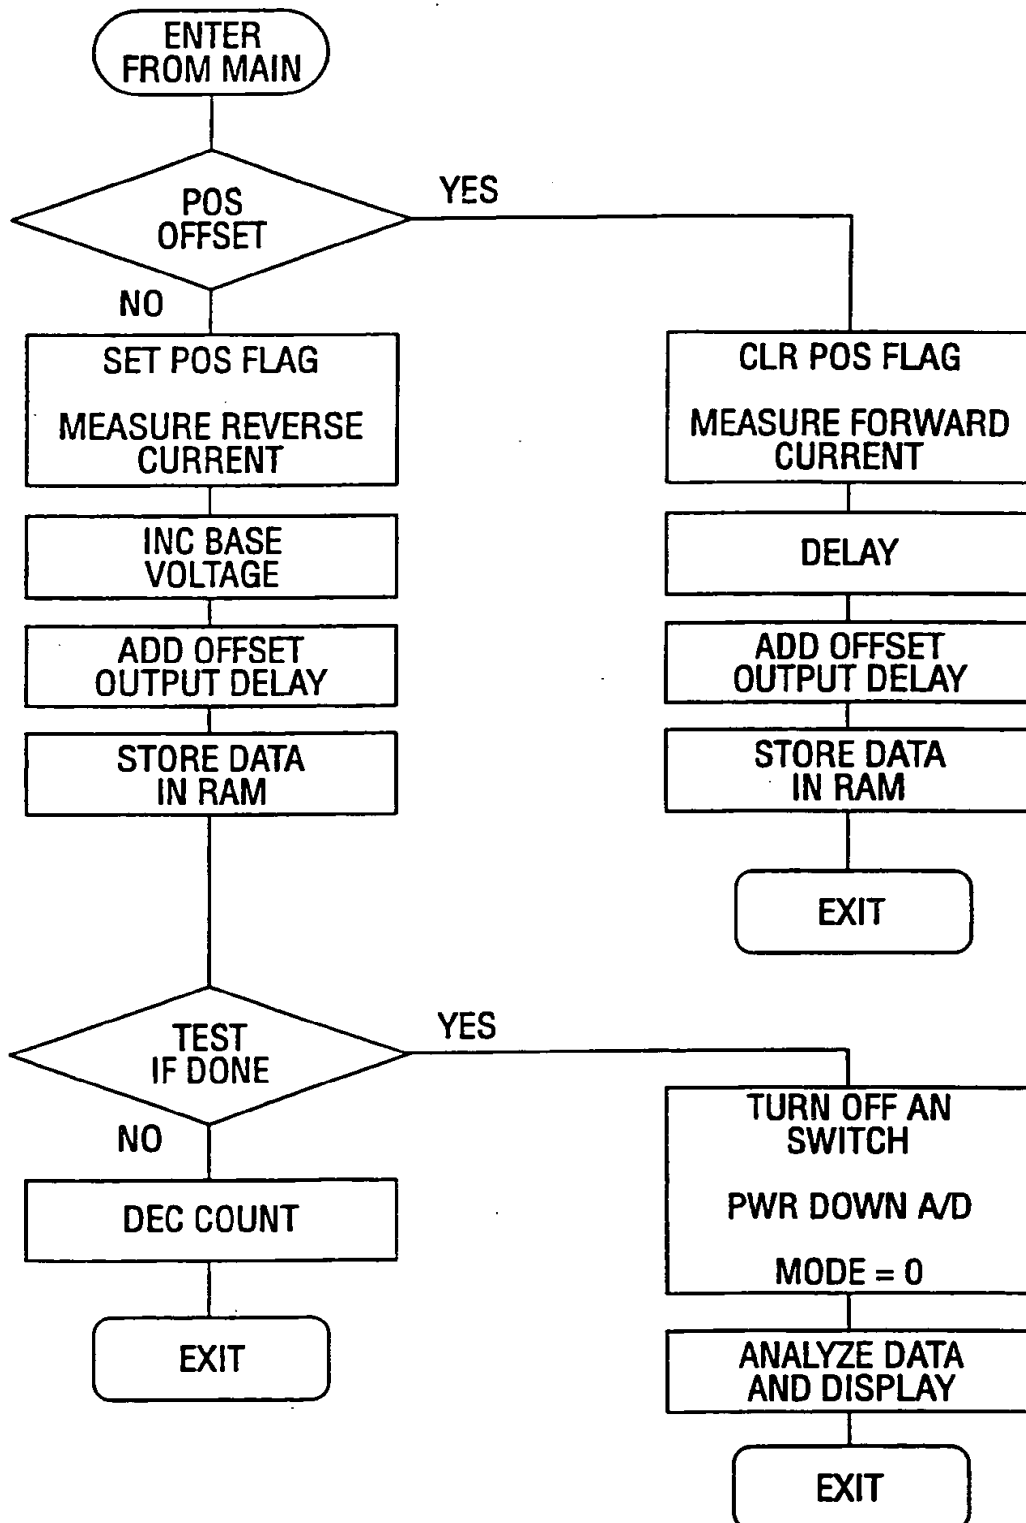 ENTER
FROM MAIN
POS
OFFSET
YES
NO
SET POS FLAG
MEASURE REVERSE
CURRENT
INC BASE
VOLTAGE
ADD OFFSET
OUTPUT DELAY
STORE DATA
IN RAM
CLR POS FLAG
MEASURE FORWARD
CURRENT
DELAY
ADD OFFSET
OUTPUT DELAY
STORE DATA
IN RAM
EXIT
TEST
IF DONE
YES
NO
DEC COUNT
EXIT
TURN OFF AN
SWITCH
PWR DOWN A/D
MODE = 0
ANALYZE DATA
AND DISPLAY
EXIT